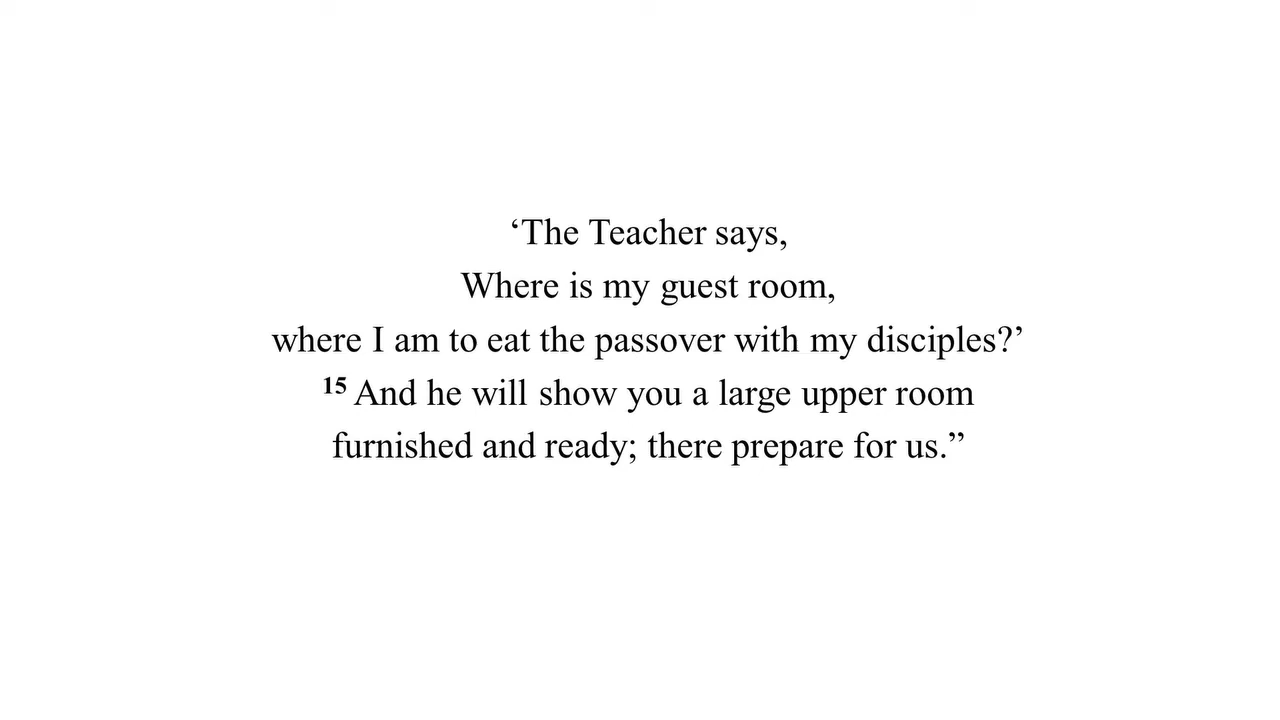 ‘The Teacher says,
Where is my guest room,
where I am to eat the passover with my disciples?’
15 And he will show you a large upper room
furnished and ready; there prepare for us.”